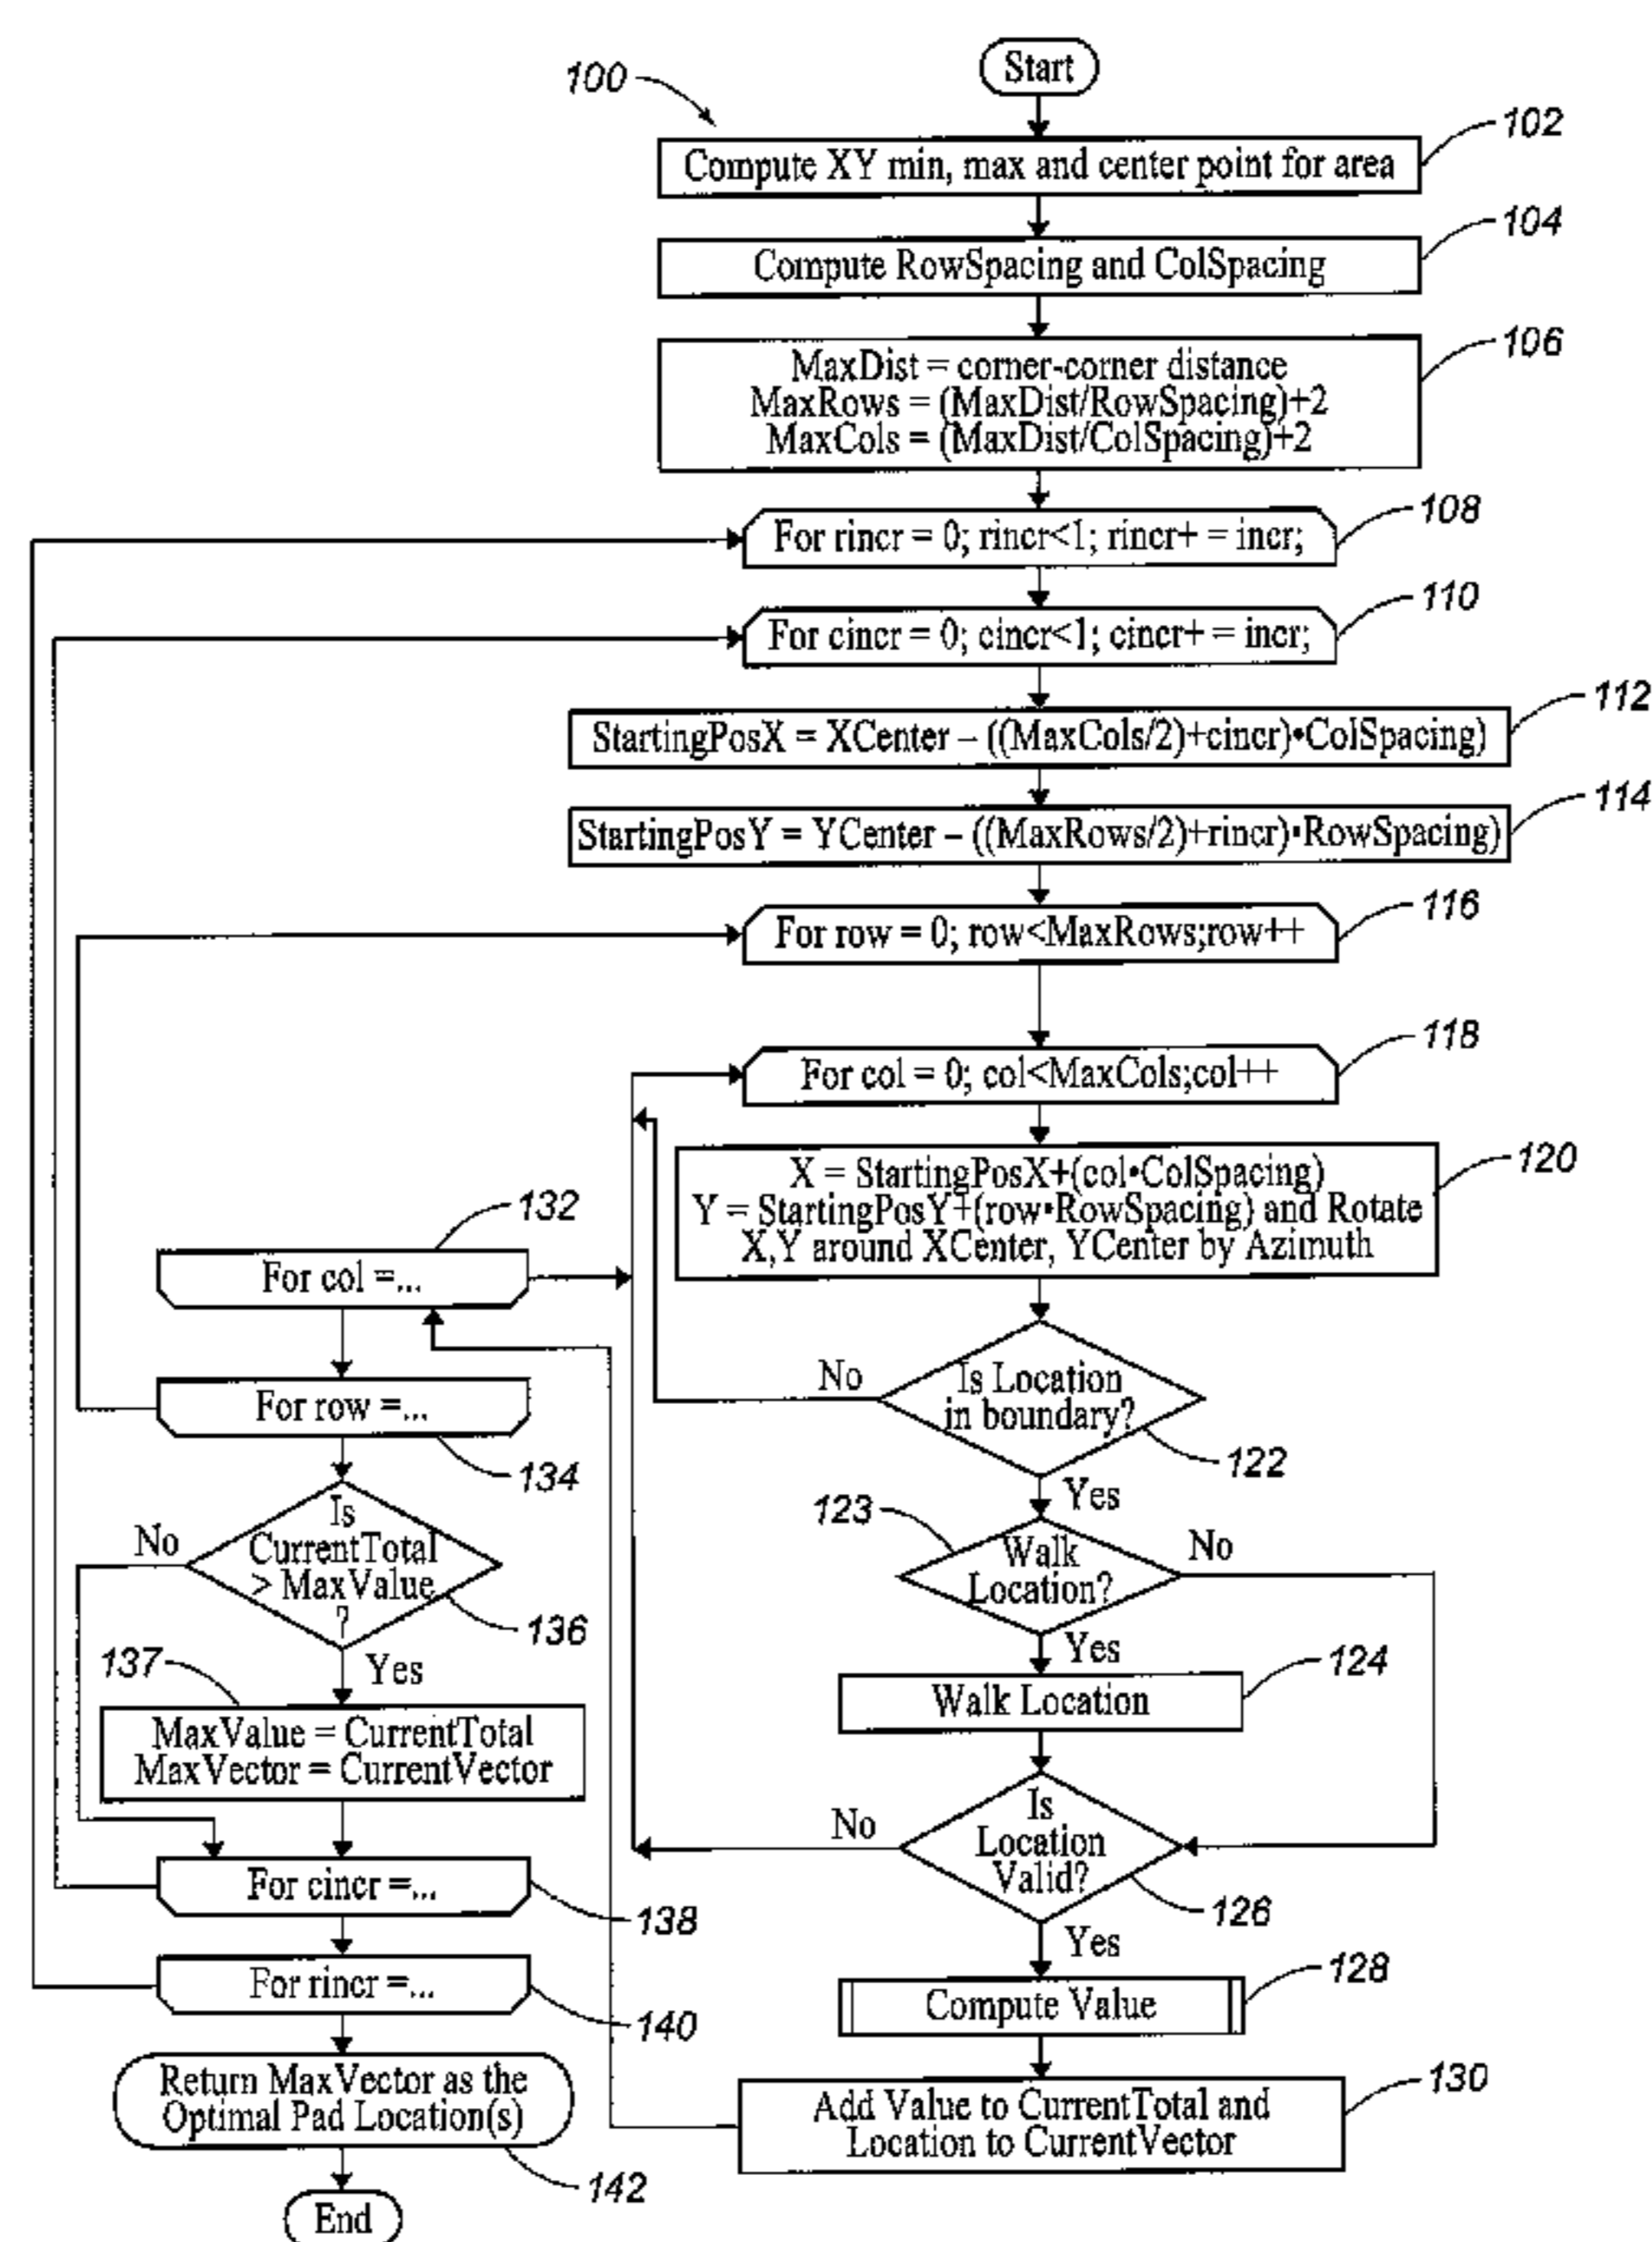 Start
100
102
Compute XY min, max and center point for area
104
Compute RowSpacing and ColSpacing
106
MaxDist = corner-corner distance
MaxRows = (MaxDist/RowSpacing)+2
MaxCols = (MaxDist/ColSpacing)+2
108
For rincr = 0; rincr<1; rincr+ = incr;
110
For cincr = 0; cincr<1; cincr+ = incr;
112
StartingPosX = XCenter – ((MaxCols/2)+cincr)•ColSpacing)
114
StartingPosY = YCenter – ((MaxRows/2)+rincr)•RowSpacing)
116
For row = 0; row<MaxRows;row++
118
For col = 0; col<MaxCols;col++
120
X = StartingPosX+(col•ColSpacing)
Y = StartingPosY+(row•RowSpacing) and Rotate
X,Y around XCenter, YCenter by Azimuth
No
Is Location
in boundary?
122
Yes
123
Walk
Location?
No
Yes
124
Walk Location
No
Is
Location
Valid?
126
Yes
128
Compute Value
130
Add Value to CurrentTotal and
Location to CurrentVector
132
For col =...
For row =...
134
No
Is
CurrentTotal
> MaxValue
?
136
137
Yes
MaxValue = CurrentTotal
MaxVector = CurrentVector
For cincr =...
138
For rincr =...
140
Return MaxVector as the
Optimal Pad Location(s)
142
End